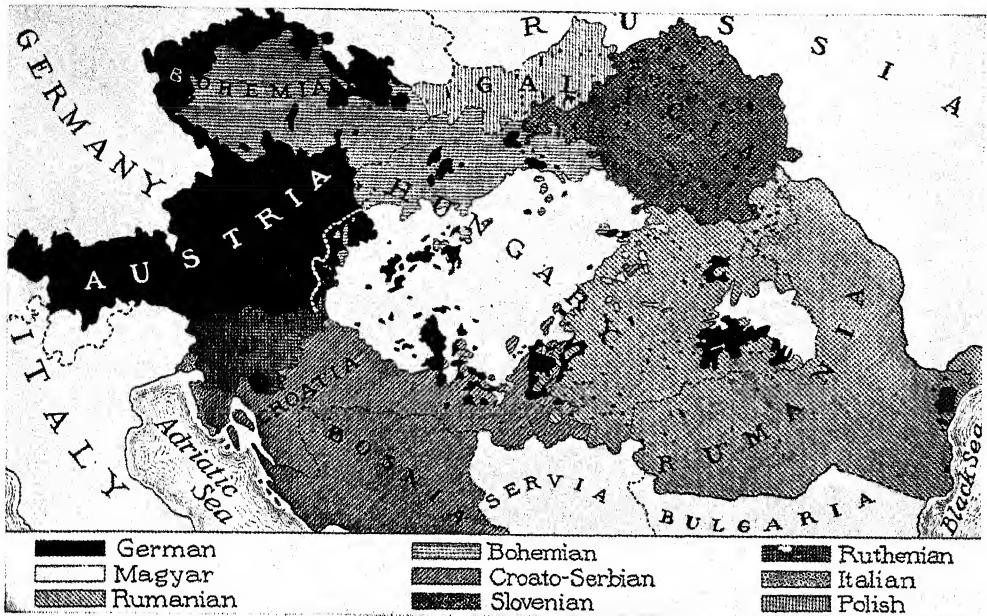 RUSSIA
GERMANY
BOHEMIA
GALICIA
AUSTRIA
HUNGARY
ITALY
CROATIA
BOSNIA
Adriatic
Sea
SERVIA
RUMANIA
BULGARIA
Black Sea
German
Bohemian
Ruthenian
Magyar
Croato-Serbian
Italian
Rumanian
Slovenian
Polish